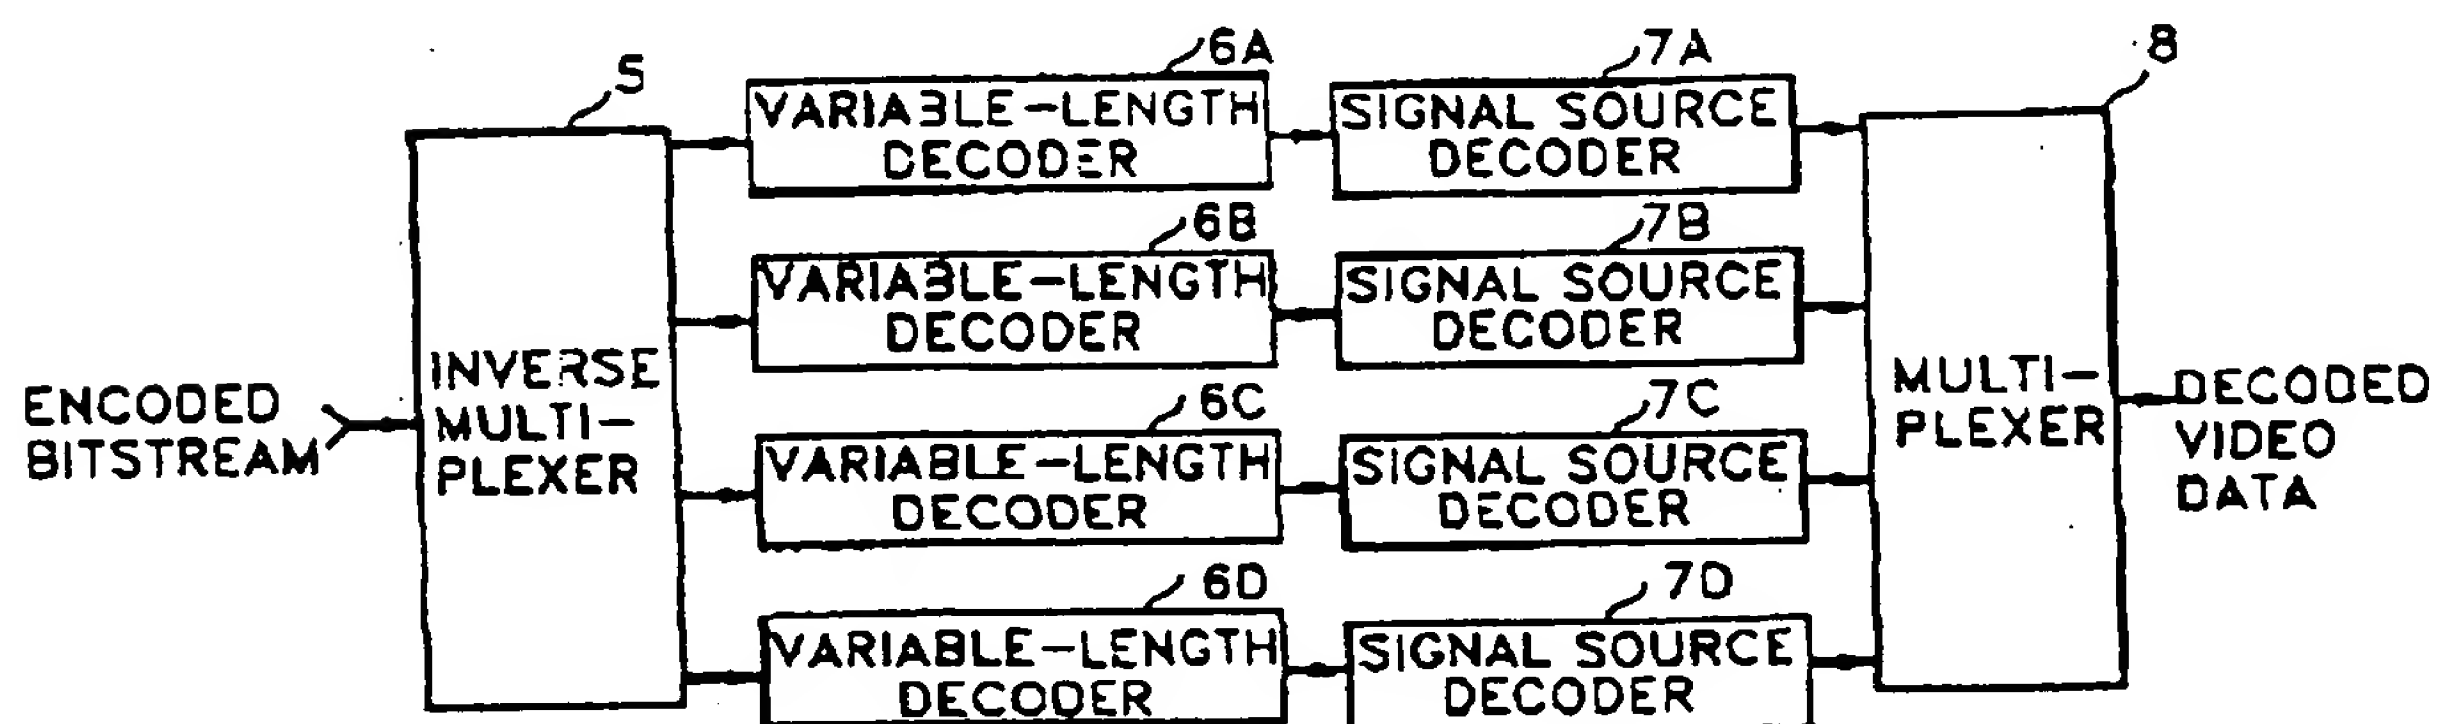 6A
7A
8
5
VARIABLE-LENGTH
DECODER
SIGNAL SOURCE
DECODER
6B
7B
VARIABLE-LENGTH
DECODER
SIGNAL SOURCE
DECODER
ENCODED
BITSTREAM
INVERSE
MULTI-
PLEXER
6C
7C
VARIABLE-LENGTH
DECODER
SIGNAL SOURCE
DECODER
MULTI-
PLEXER
DECODED
VIDEO
DATA
6D
7D
VARIABLE-LENGTH
DECODER
SIGNAL SOURCE
DECODER